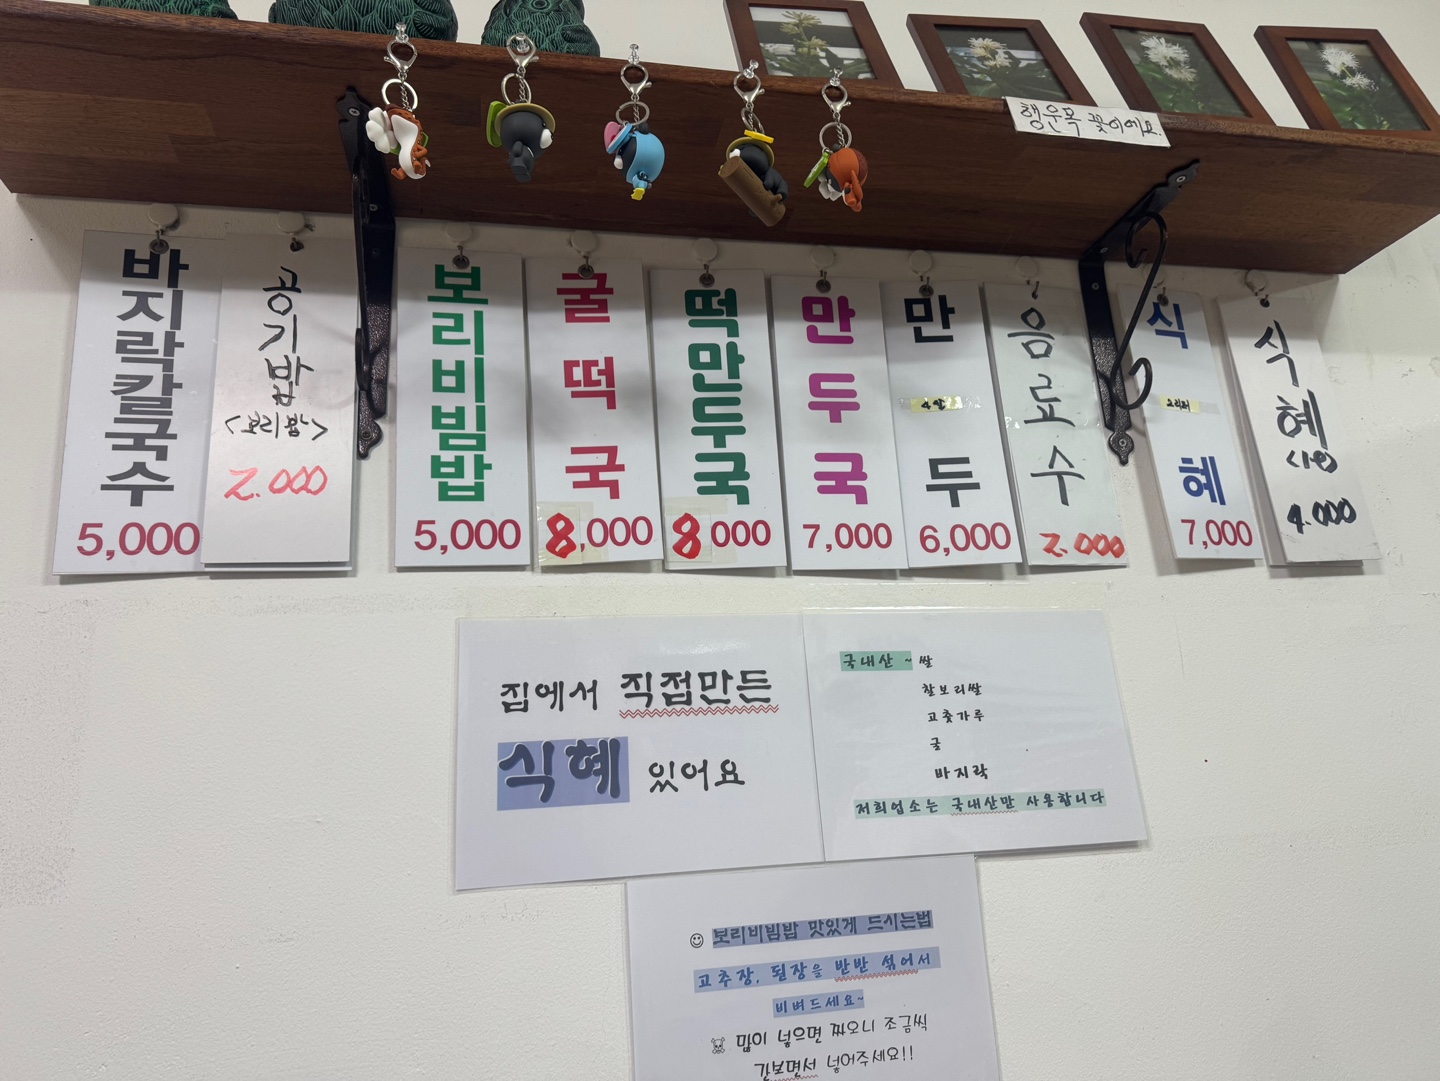 행운목 꽃이에요.
바지락칼국수
5,000
공기밥
<보리밥>
2.000
보리비빔밥
5,000
굴떡국
8,000
떡만두국
8,000
만두국
7,000
만두
6,000
음료수
2.000
식혜
7,000
식혜
4.000
집에서 직접만든
식혜 있어요
국내산 ~ 쌀
찰보리쌀
고춧가루
굴
바지락
저희업소는 국내산만 사용합니다
☺ 보리비빔밥 맛있게 드시는법
고추장, 된장을 반반 섞어서
비벼드세요~
☠ 많이 넣으면 짜오니 조금씩
간보면서 넣어주세요!!